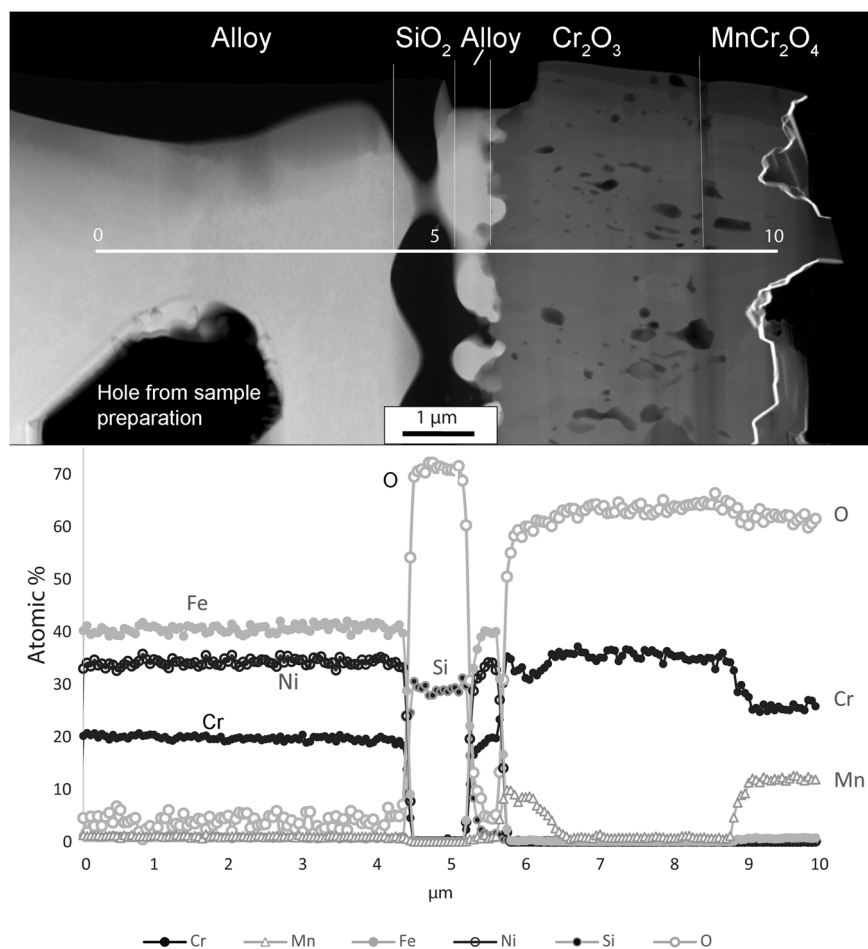 Alloy SiO₂ Alloy Cr₂O₃ MnCr₂O₄
0 5 10
Hole from sample
preparation
1 µm
70
60
50
40
30
20
10
0
Atomic %
O
O
Fe
Ni
Cr
Si
Cr
Mn
0 1 2 3 4 5 6 7 8 9 10
µm
Cr Mn Fe Ni Si O